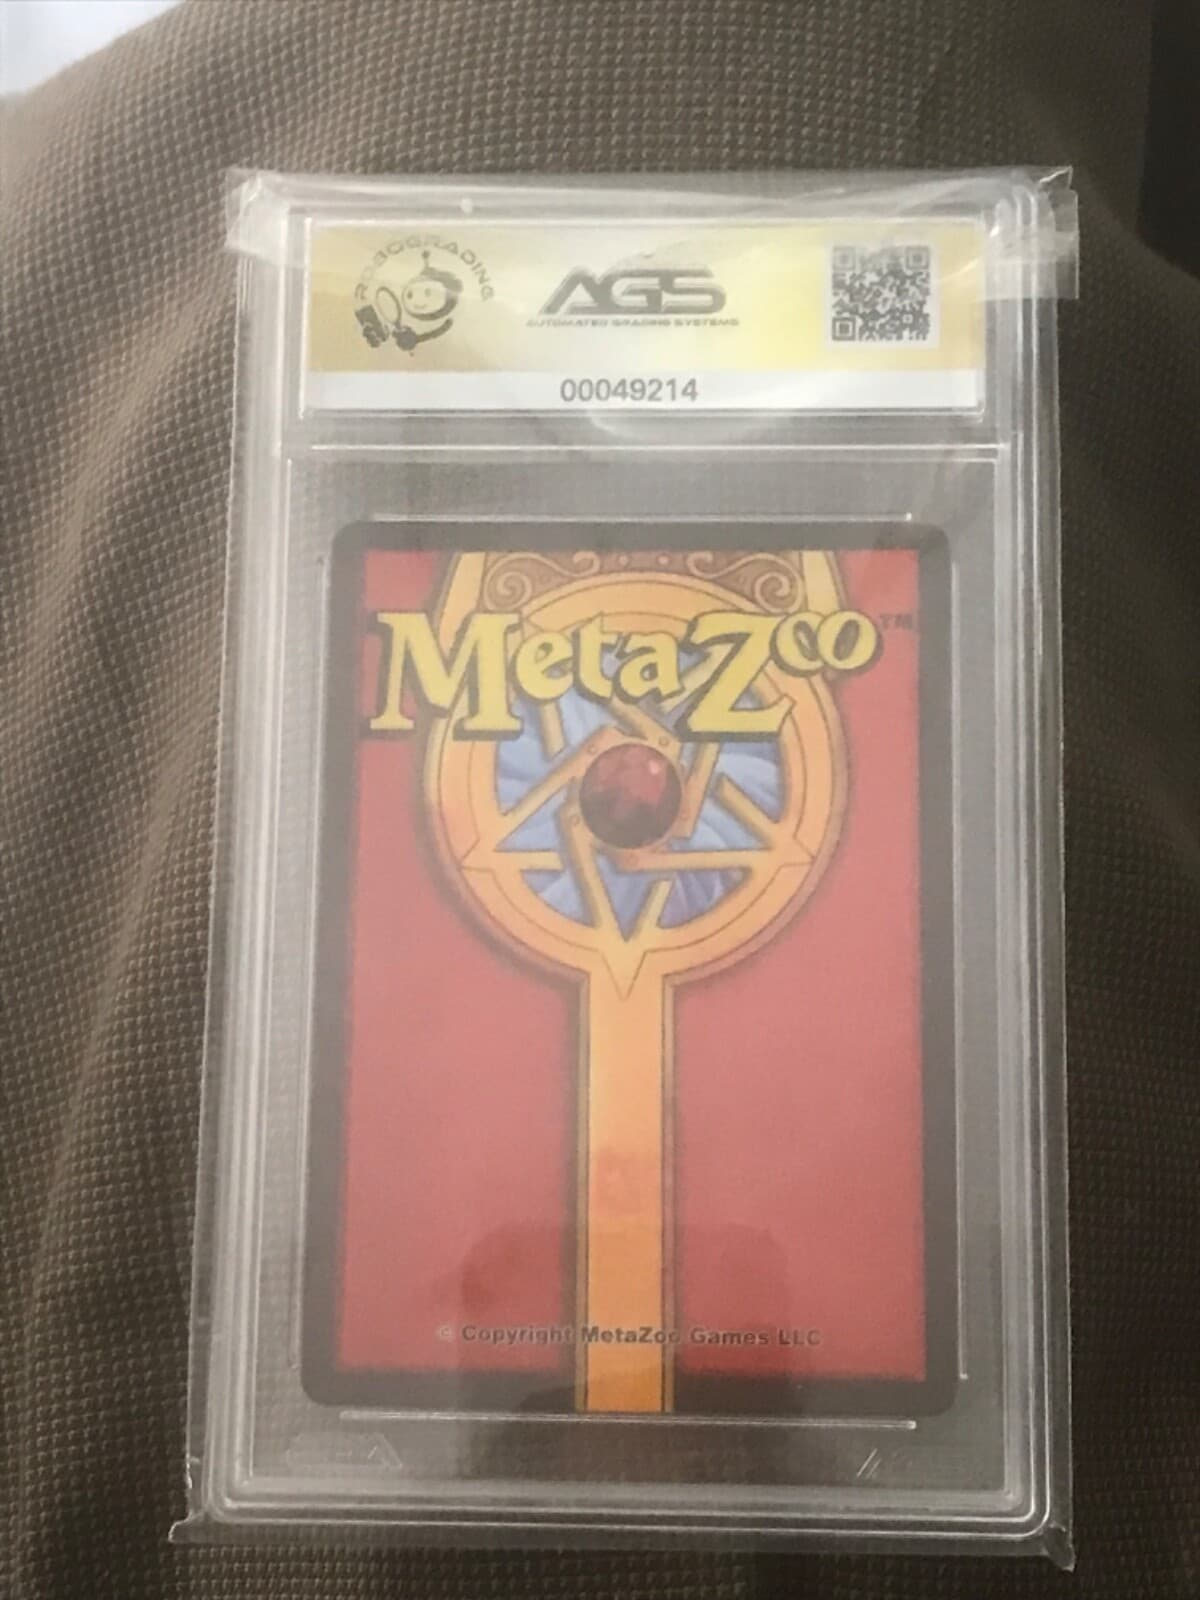 ROBOGRADING
AGS
AUTOMATED GRADING SYSTEMS
00049214
MetaZoo™
© Copyright MetaZoo Games LLC